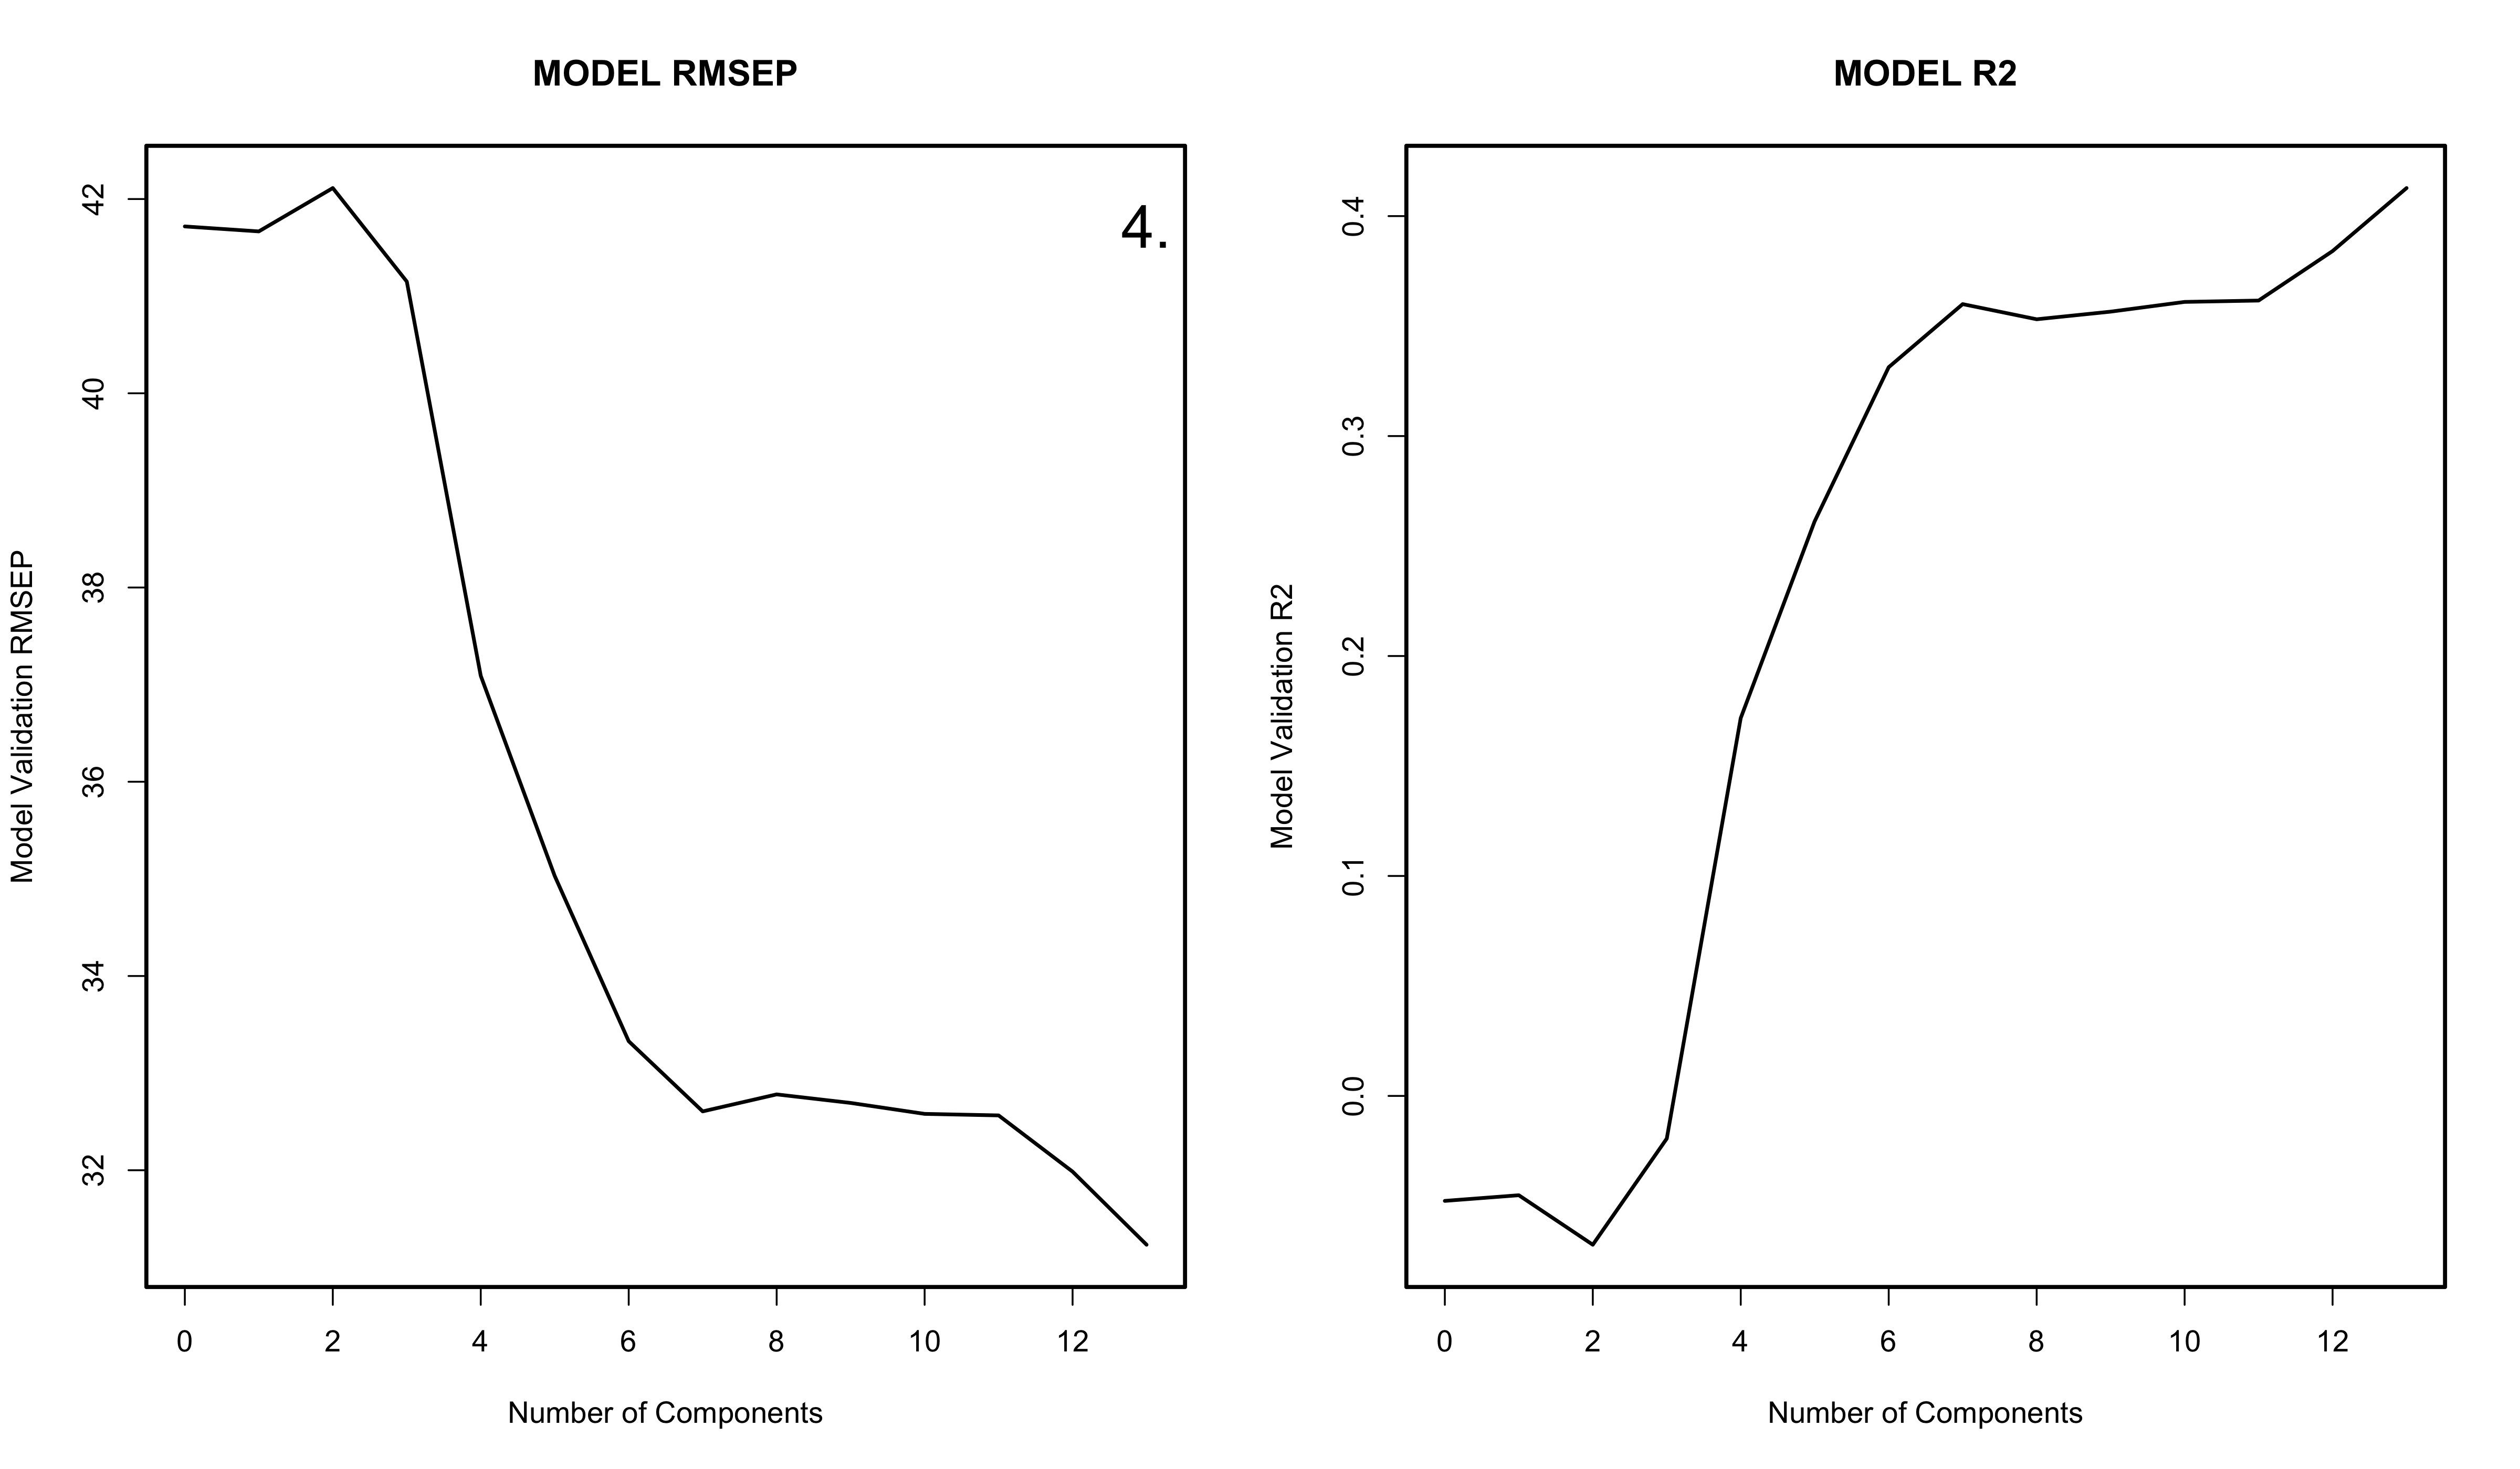 MODEL RMSEP
4.
Model Validation RMSEP
42
40
38
36
34
32
0 2 4 6 8 10 12
Number of Components
MODEL R2
Model Validation R2
0.4
0.3
0.2
0.1
0.0
0 2 4 6 8 10 12
Number of Components